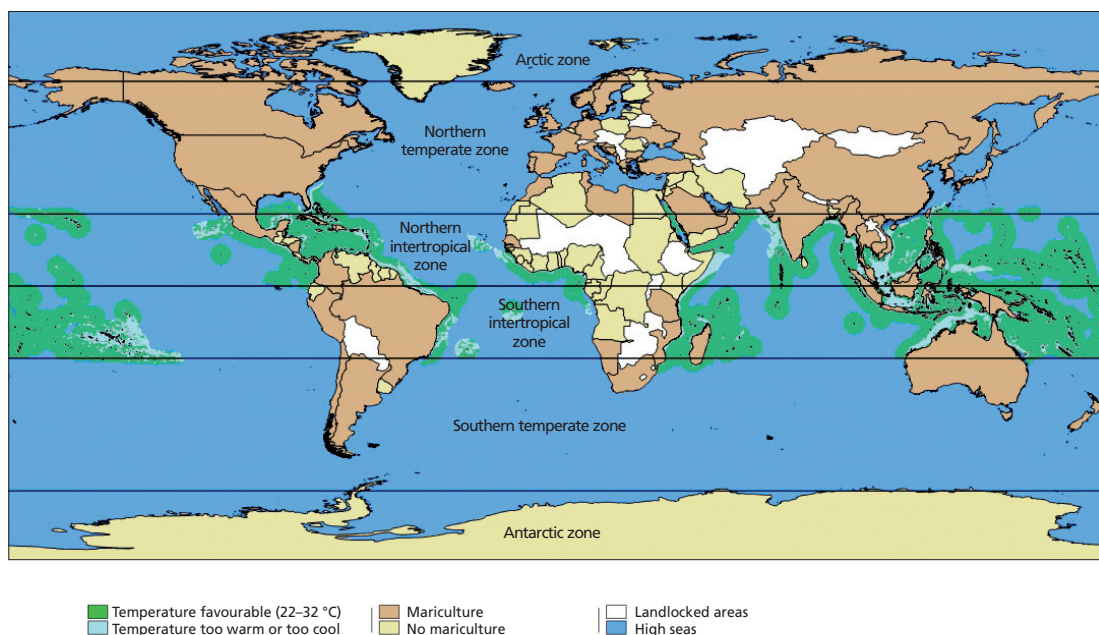 Arctic zone
Northern
temperate zone
Northern
intertropical
zone
Southern
intertropical
zone
Southern temperate zone
Antarctic zone
Temperature favourable (22–32 °C)
Temperature too warm or too cool
Mariculture
No mariculture
Landlocked areas
High seas